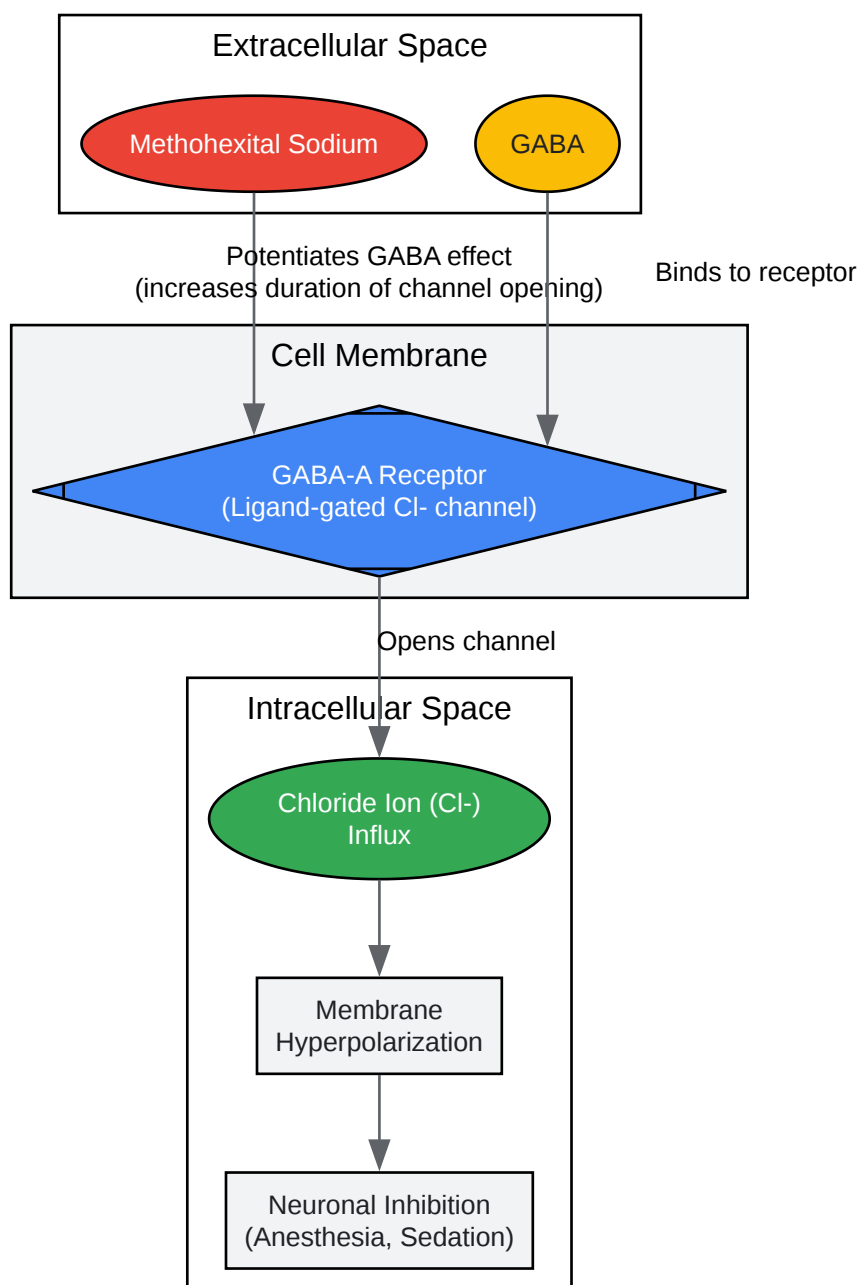 Extracellular Space
Methohexital Sodium
GABA
Potentiates GABA effect
(increases duration of channel opening)
Binds to receptor
Cell Membrane
GABA-A Receptor
(Ligand-gated Cl- channel)
Opens channel
Intracellular Space
Chloride Ion (Cl-)
Influx
Membrane
Hyperpolarization
Neuronal Inhibition
(Anesthesia, Sedation)